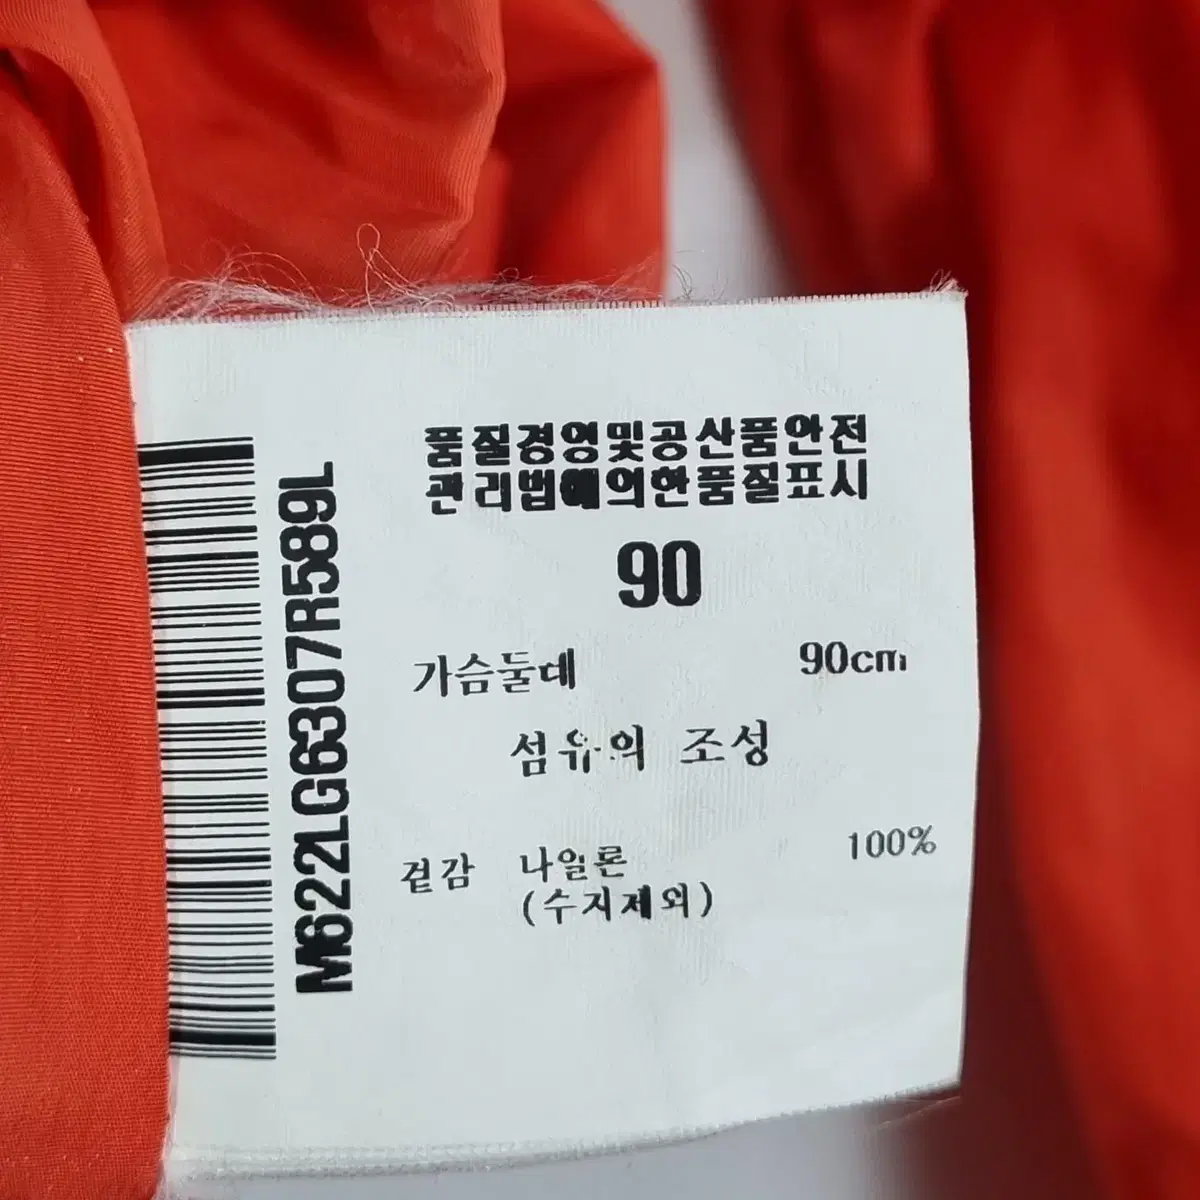 품질경영및공산품안전
관리법에의한품질표시
90
가슴둘대 90cm
섬유의 조성
겉감 나일론 100%
(수지제외)
M622LG6307R589L